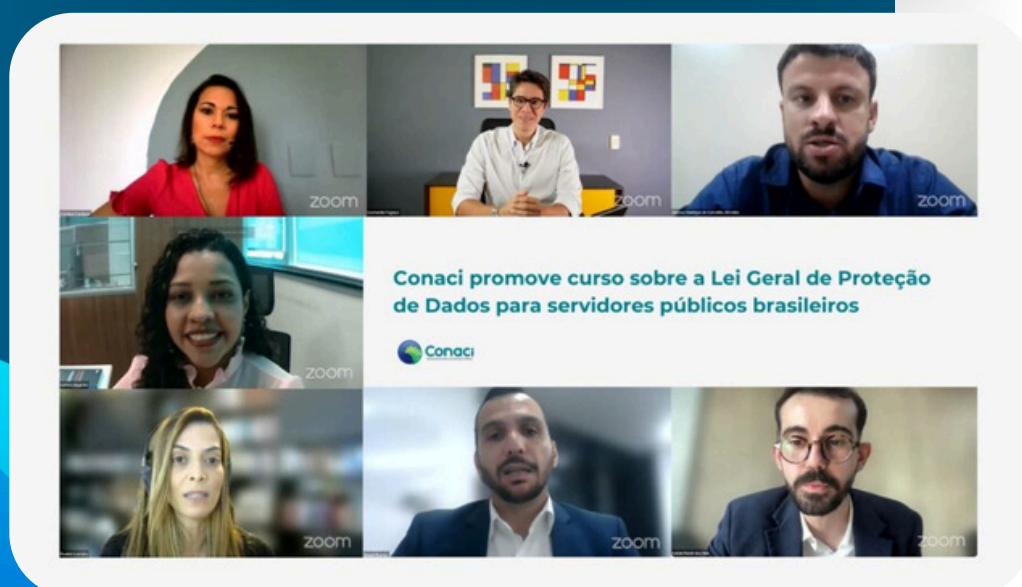 zoom
zoom
zoom
zoom
Conaci promove curso sobre a Lei Geral de Proteção
de Dados para servidores públicos brasileiros
Conaci
zoom
zoom
zoom